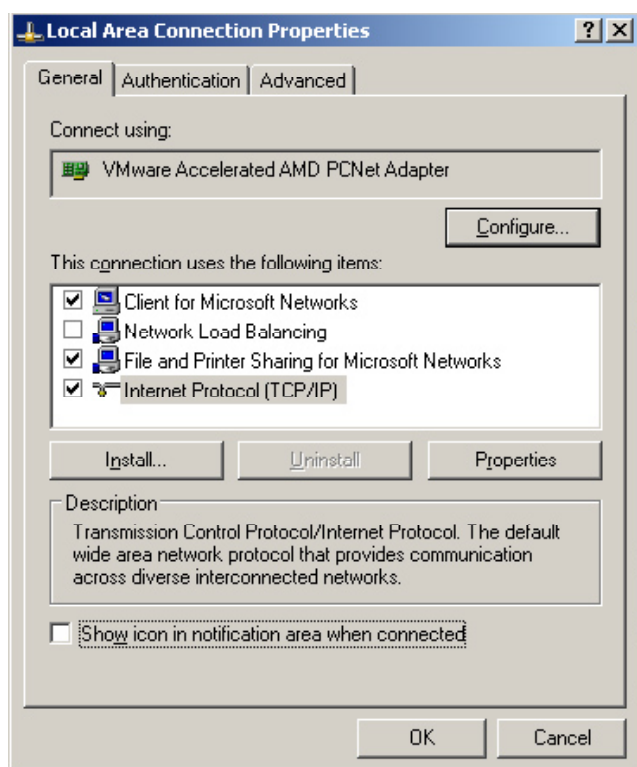 Local Area Connection Properties
General Authentication Advanced
Connect using:
VMware Accelerated AMD PCNet Adapter
Configure...
This connection uses the following items:
Client for Microsoft Networks
Network Load Balancing
File and Printer Sharing for Microsoft Networks
Internet Protocol (TCP/IP)
Install... Uninstall Properties
Description
Transmission Control Protocol/Internet Protocol. The default
wide area network protocol that provides communication
across diverse interconnected networks.
Show icon in notification area when connected
OK Cancel